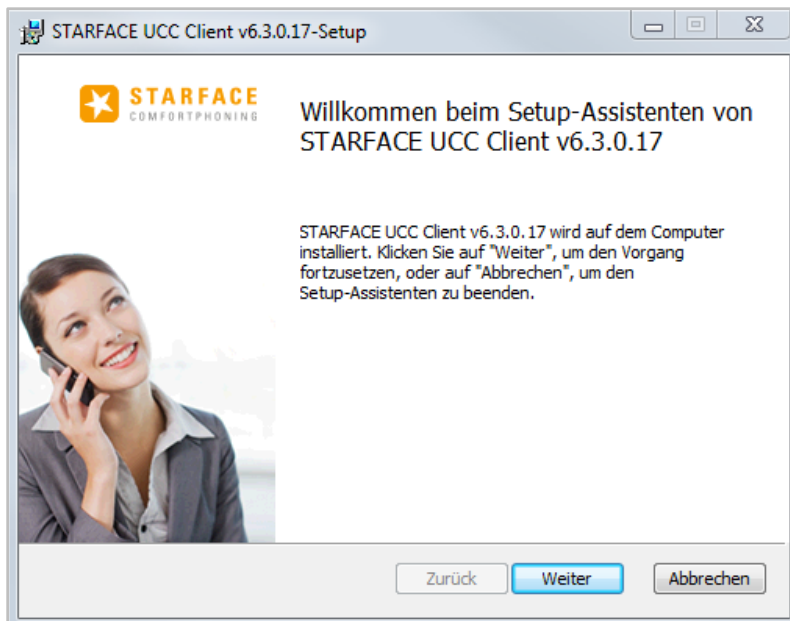 STARFACE UCC Client v6.3.0.17-Setup
STARFACE
COMFORTPHONING
Willkommen beim Setup-Assistenten von
STARFACE UCC Client v6.3.0.17
STARFACE UCC Client v6.3.0.17 wird auf dem Computer
installiert. Klicken Sie auf "Weiter", um den Vorgang
fortzusetzen, oder auf "Abbrechen", um den
Setup-Assistenten zu beenden.
Zurück Weiter Abbrechen